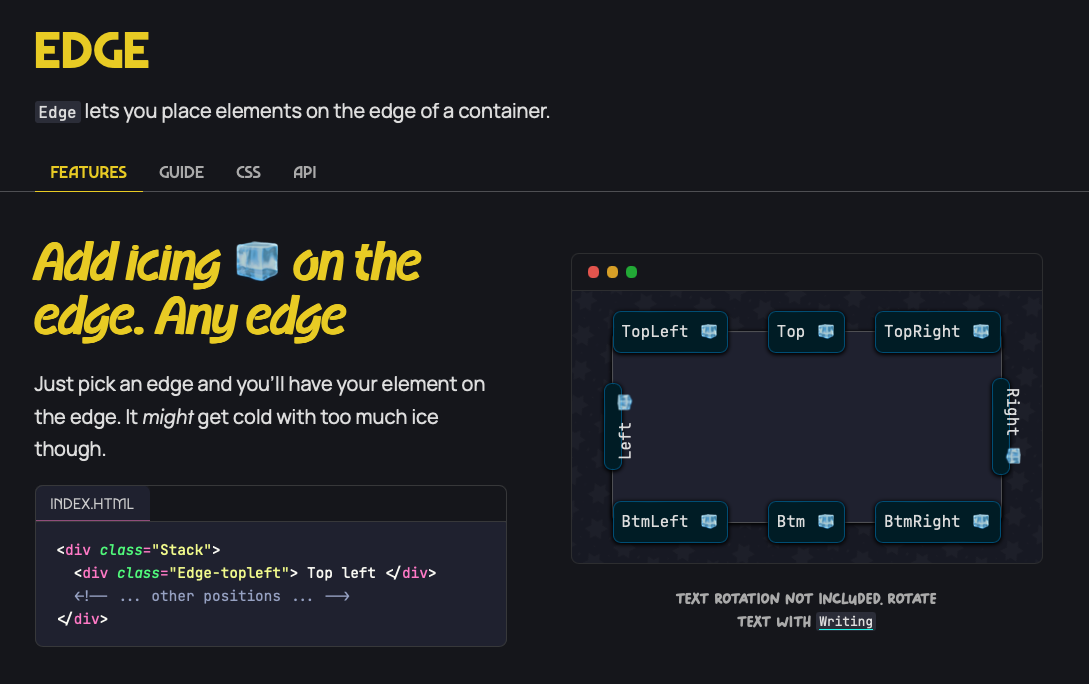 EDGE
Edge lets you place elements on the edge of a container.
FEATURES GUIDE CSS API
Add icing 🧊 on the
edge. Any edge
Just pick an edge and you'll have your element on
the edge. It might get cold with too much ice
though.
INDEX.HTML
<div class="Stack">
<div class="Edge-topleft"> Top left </div>
<!-- ... other positions ... -->
</div>
TopLeft 🧊 Top 🧊 TopRight 🧊
Left 🧊
Right 🧊
BtmLeft 🧊 Btm 🧊 BtmRight 🧊
TEXT ROTATION NOT INCLUDED. ROTATE
TEXT WITH Writing